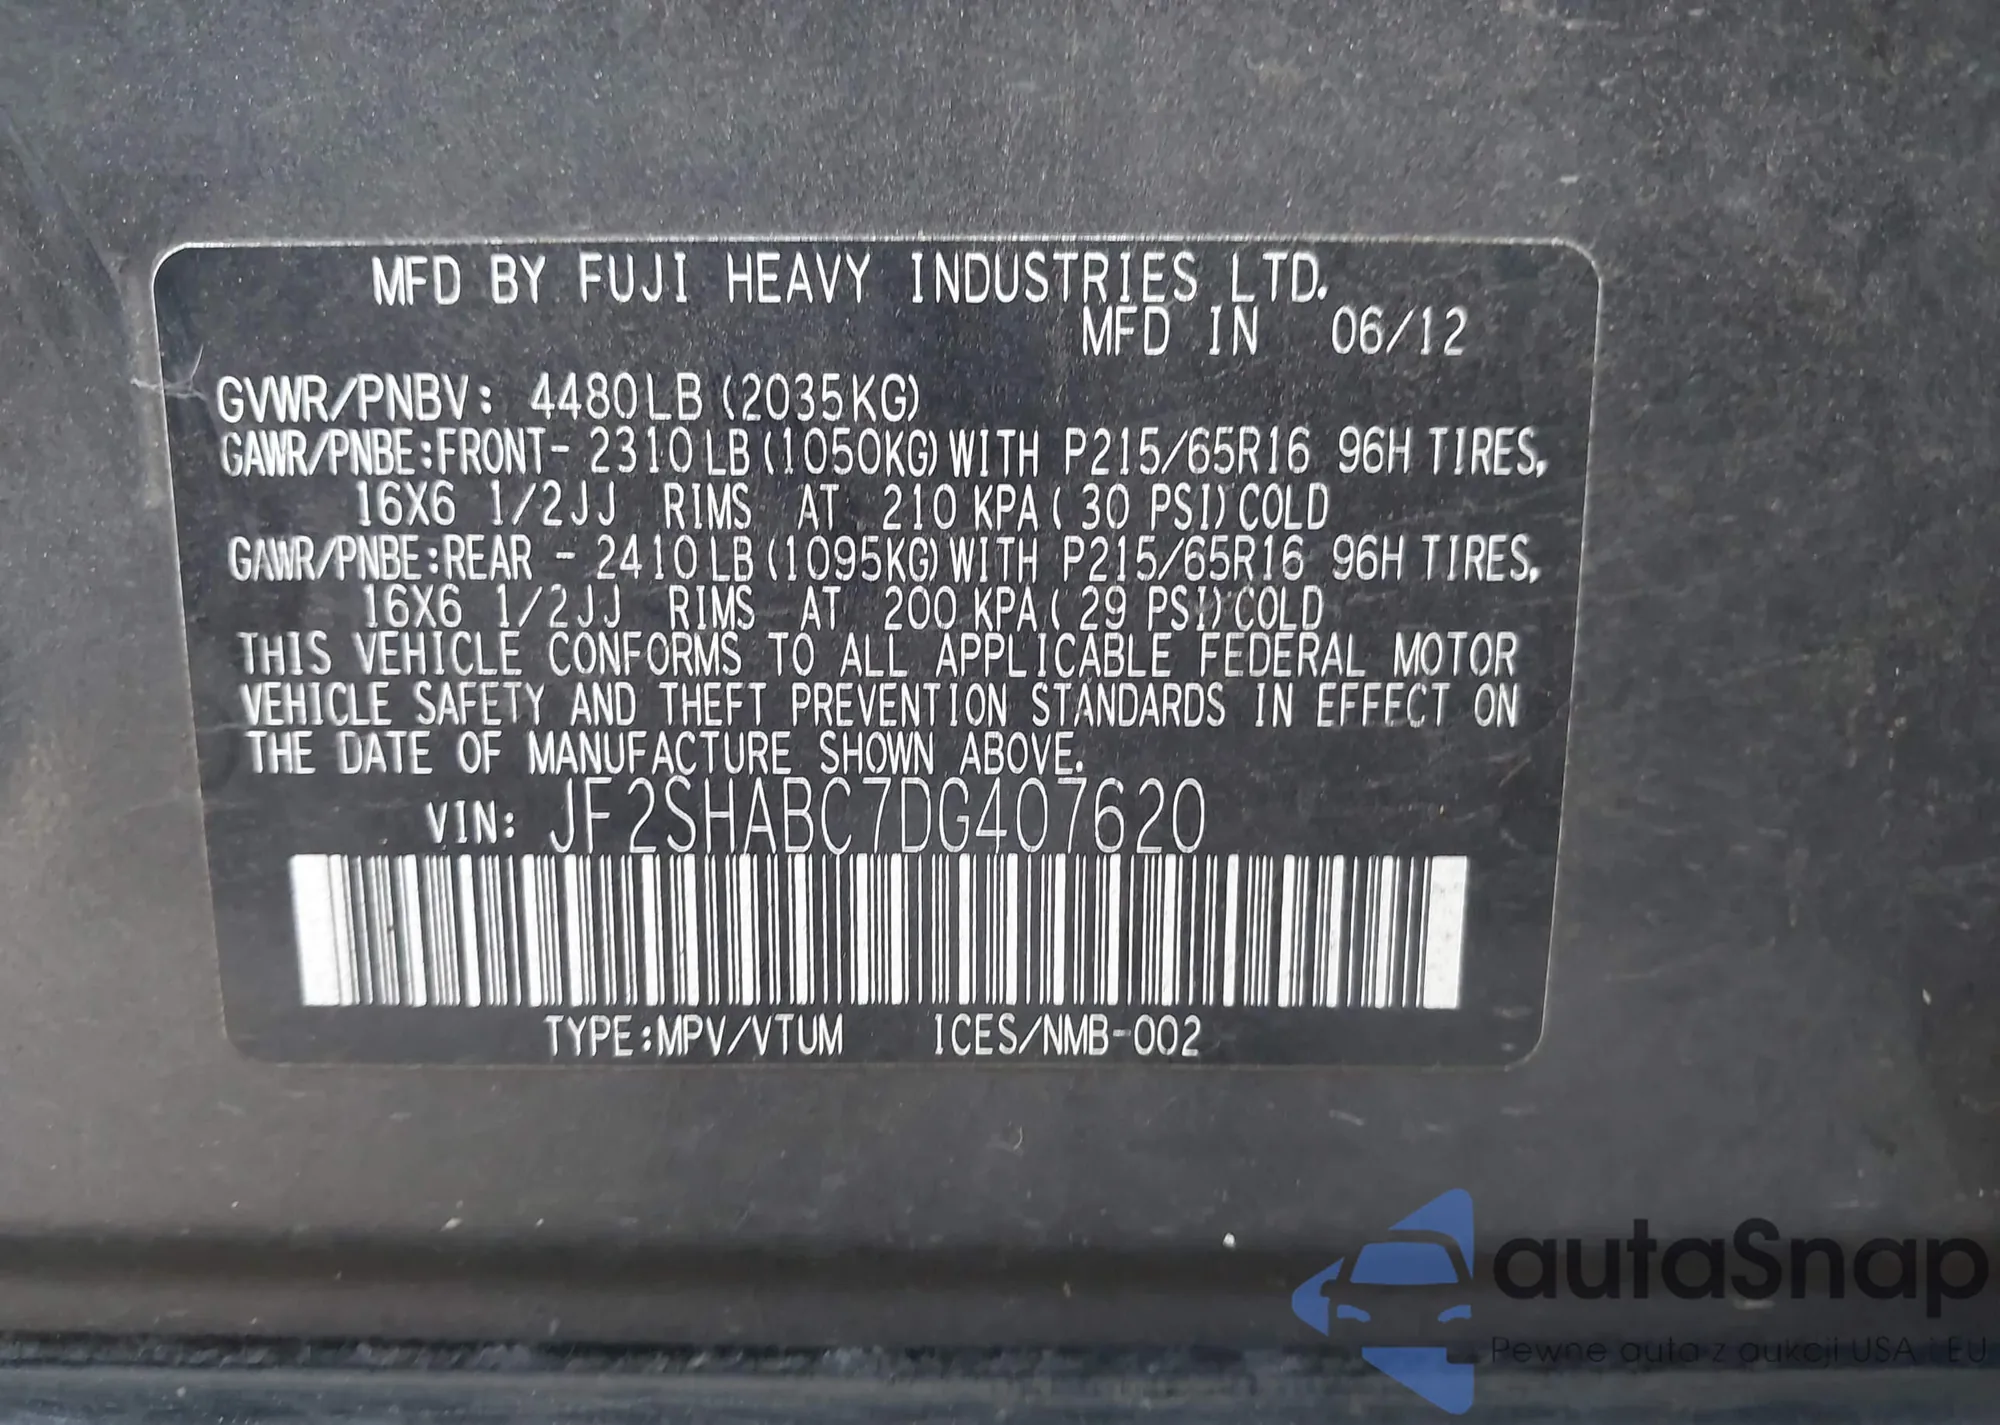 MFD BY FUJI HEAVY INDUSTRIES LTD.
MFD IN 06/12
GVWR/PNBV: 4480LB (2035KG)
GAWR/PNBE:FRONT- 2310LB (1050KG) WITH P215/65R16 96H TIRES,
16X6 1/2JJ RIMS AT 210 KPA ( 30 PSI) COLD
GAWR/PNBE:REAR - 2410LB (1095KG) WITH P215/65R16 96H TIRES,
16X6 1/2JJ RIMS AT 200 KPA ( 29 PSI) COLD
THIS VEHICLE CONFORMS TO ALL APPLICABLE FEDERAL MOTOR
VEHICLE SAFETY AND THEFT PREVENTION STANDARDS IN EFFECT ON
THE DATE OF MANUFACTURE SHOWN ABOVE.
VIN: JF2SHABC7DG407620
TYPE:MPV/VTUM ICES/NMB-002
autaSnap
Pewne auta z aukcji USA i EU